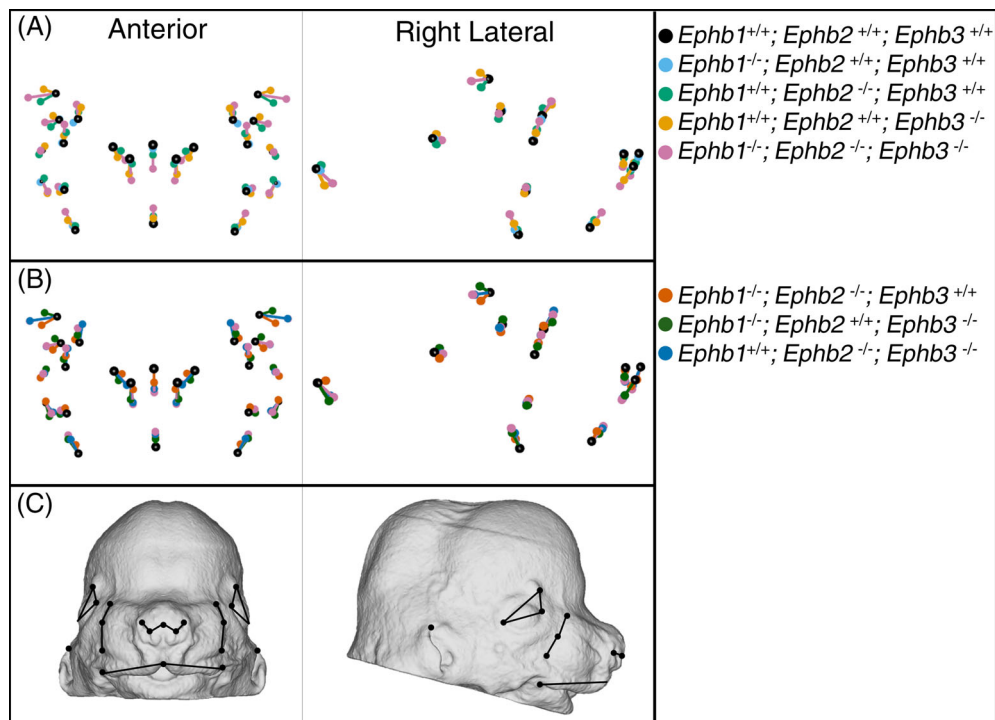 (A) Anterior Right Lateral
Ephb1+/+; Ephb2 +/+; Ephb3 +/+
Ephb1-/-; Ephb2 +/+; Ephb3 +/+
Ephb1+/+; Ephb2 -/-; Ephb3 +/+
Ephb1+/+; Ephb2 +/+; Ephb3 -/-
Ephb1-/-; Ephb2 -/-; Ephb3 -/-
(B)
Ephb1-/-; Ephb2 -/-; Ephb3 +/+
Ephb1-/-; Ephb2 +/+; Ephb3 -/-
Ephb1+/+; Ephb2 -/-; Ephb3 -/-
(C)